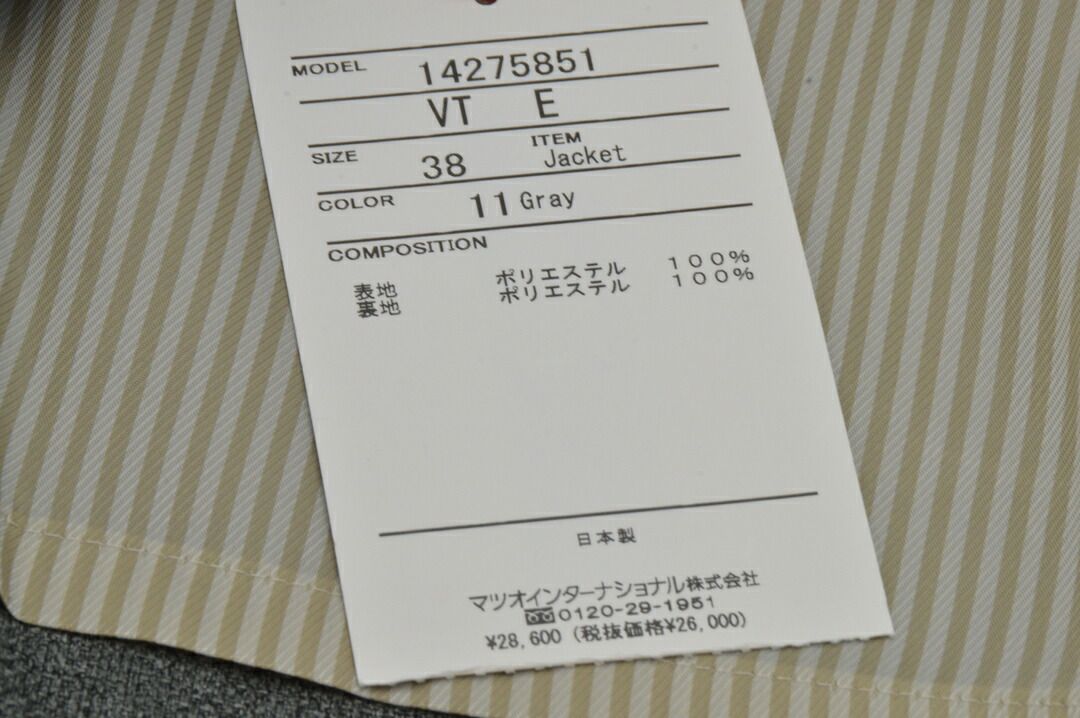 MODEL 14275851
VT E
SIZE 38 ITEM Jacket
COLOR 11 Gray
COMPOSITION
表地 ポリエステル 100%
裏地 ポリエステル 100%
日本製
マツオインターナショナル株式会社
0120-29-1951
¥28,600 (税抜価格¥26,000)